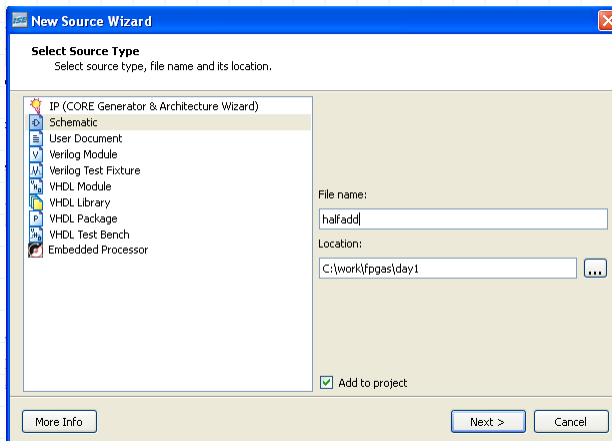 ISE New Source Wizard
Select Source Type
Select source type, file name and its location.
IP (CORE Generator & Architecture Wizard)
Schematic
User Document
V Verilog Module
Verilog Test Fixture
VHDL Module
VHDL Library
P VHDL Package
VHDL Test Bench
Embedded Processor
File name:
halfadd
Location:
C:\work\fpgas\day1
...
Add to project
More Info
Next >
Cancel